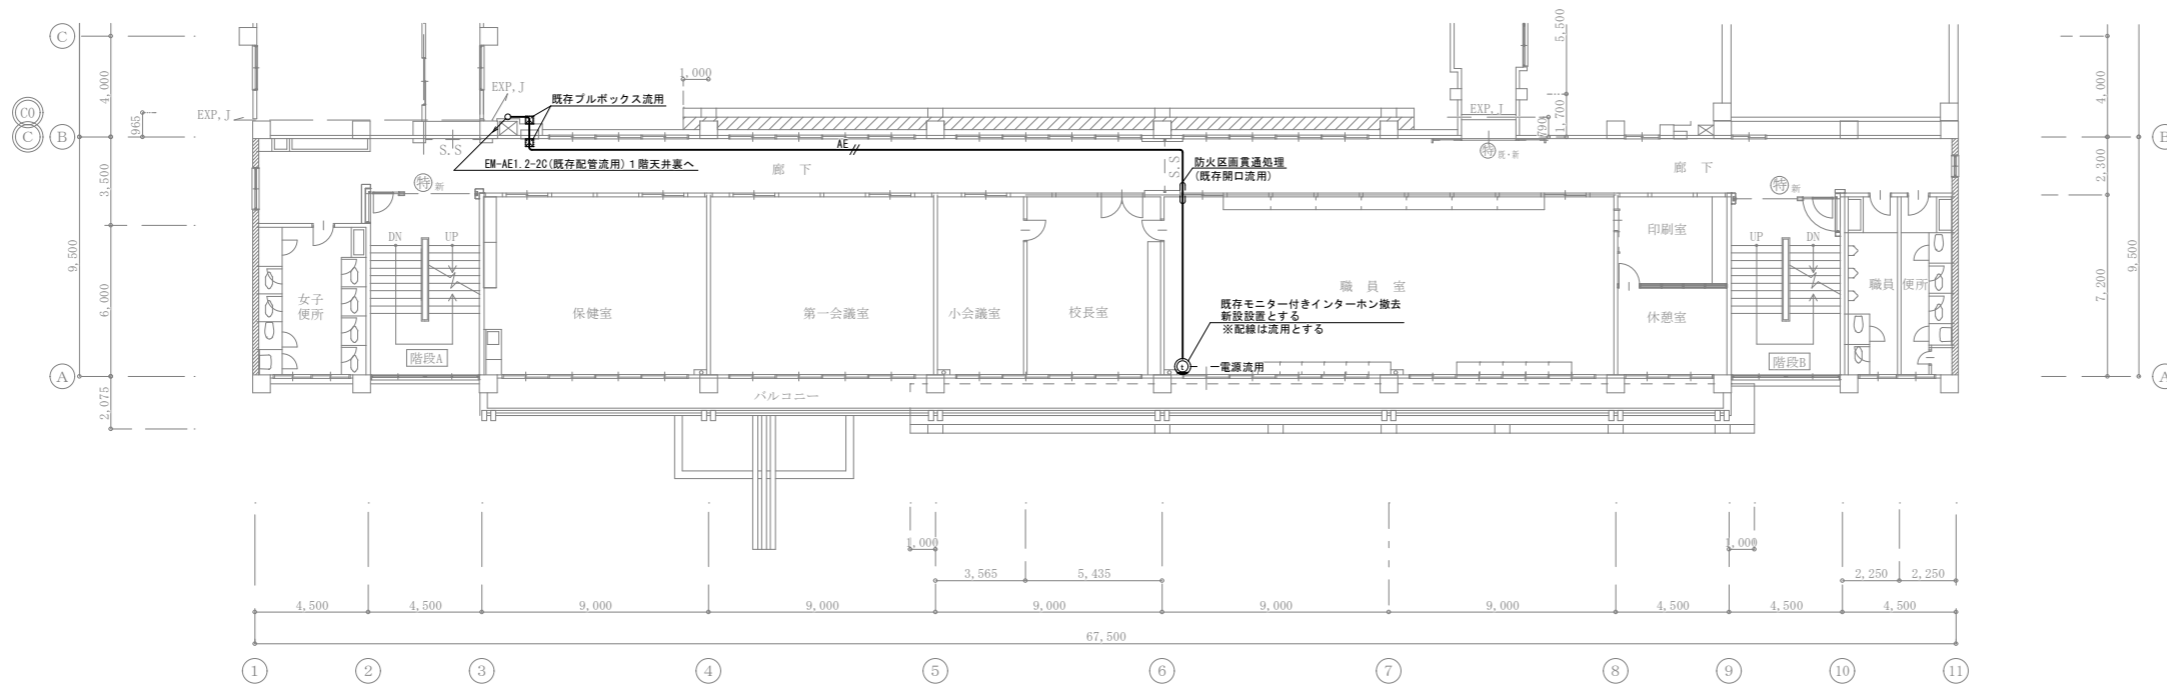 C
C0
C
B
A
4,000
965
3,500
9,500
6,000
2,075
EXP,J
EXP,J
既存プルボックス流用
1,000
S.S
EM-AE1.2-2C(既存配管流用)1階天井裏へ
AE
特 新
廊 下
S.S
防火区画貫通処理
(既存開口流用)
EXP,J
5,500
1,700
790
特 既・新
廊 下
特 新
4,000
2,300
7,200
9,500
B
A
DN
UP
女子
便所
階段A
保健室
第一会議室
小会議室
校長室
職 員 室
既存モニター付きインターホン撤去
新設設置とする
※配線は流用とする
t
電源流用
印刷室
休憩室
UP
DN
階段B
職員
便所
バルコニー
1,000
1,000
3,565
5,435
2,250
2,250
4,500
4,500
9,000
9,000
9,000
9,000
9,000
4,500
4,500
4,500
67,500
1
2
3
4
5
6
7
8
9
10
11